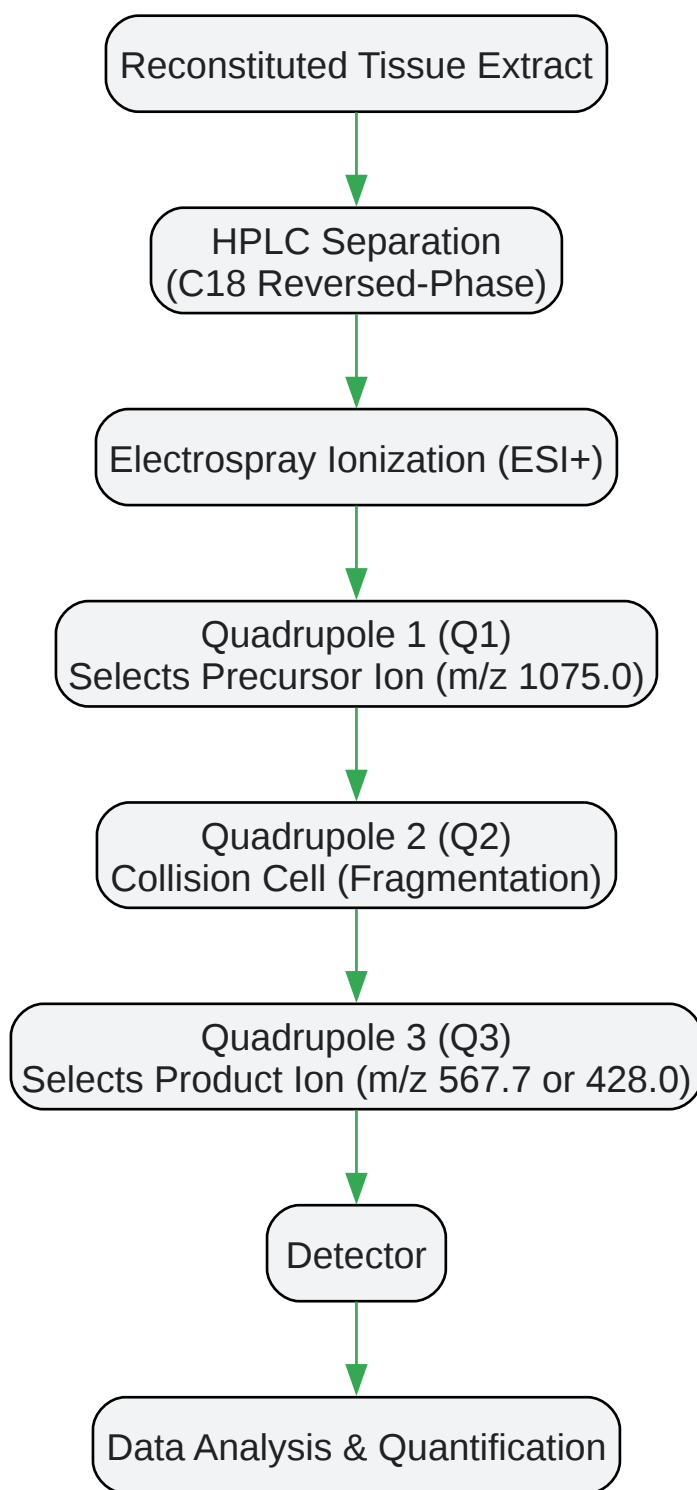 Reconstituted Tissue Extract
HPLC Separation
(C18 Reversed-Phase)
Electrospray Ionization (ESI+)
Quadrupole 1 (Q1)
Selects Precursor Ion (m/z 1075.0)
Quadrupole 2 (Q2)
Collision Cell (Fragmentation)
Quadrupole 3 (Q3)
Selects Product Ion (m/z 567.7 or 428.0)
Detector
Data Analysis & Quantification